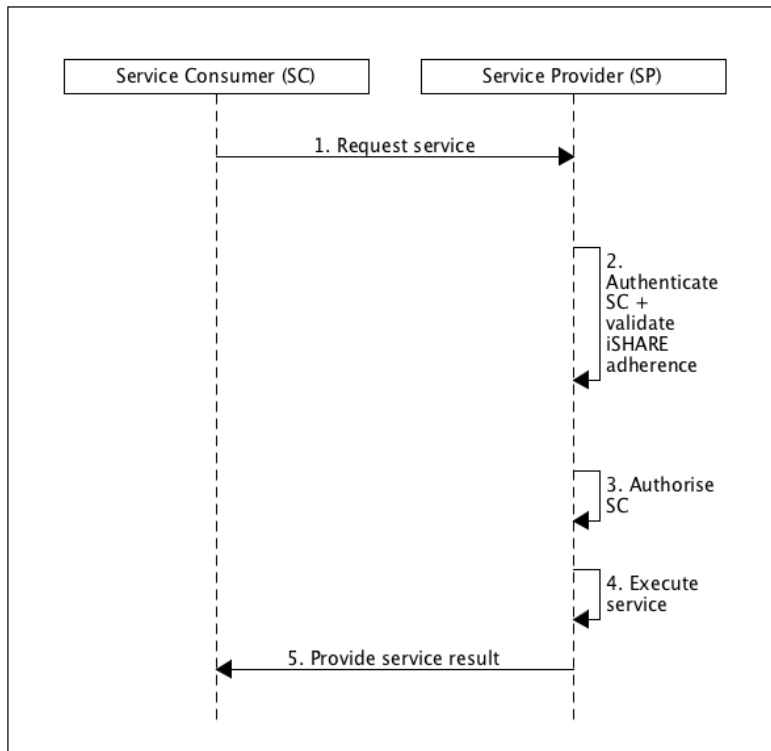 Service Consumer (SC)
Service Provider (SP)
1. Request service
2.
Authenticate
SC +
validate
iSHARE
adherence
3. Authorise
SC
4. Execute
service
5. Provide service result